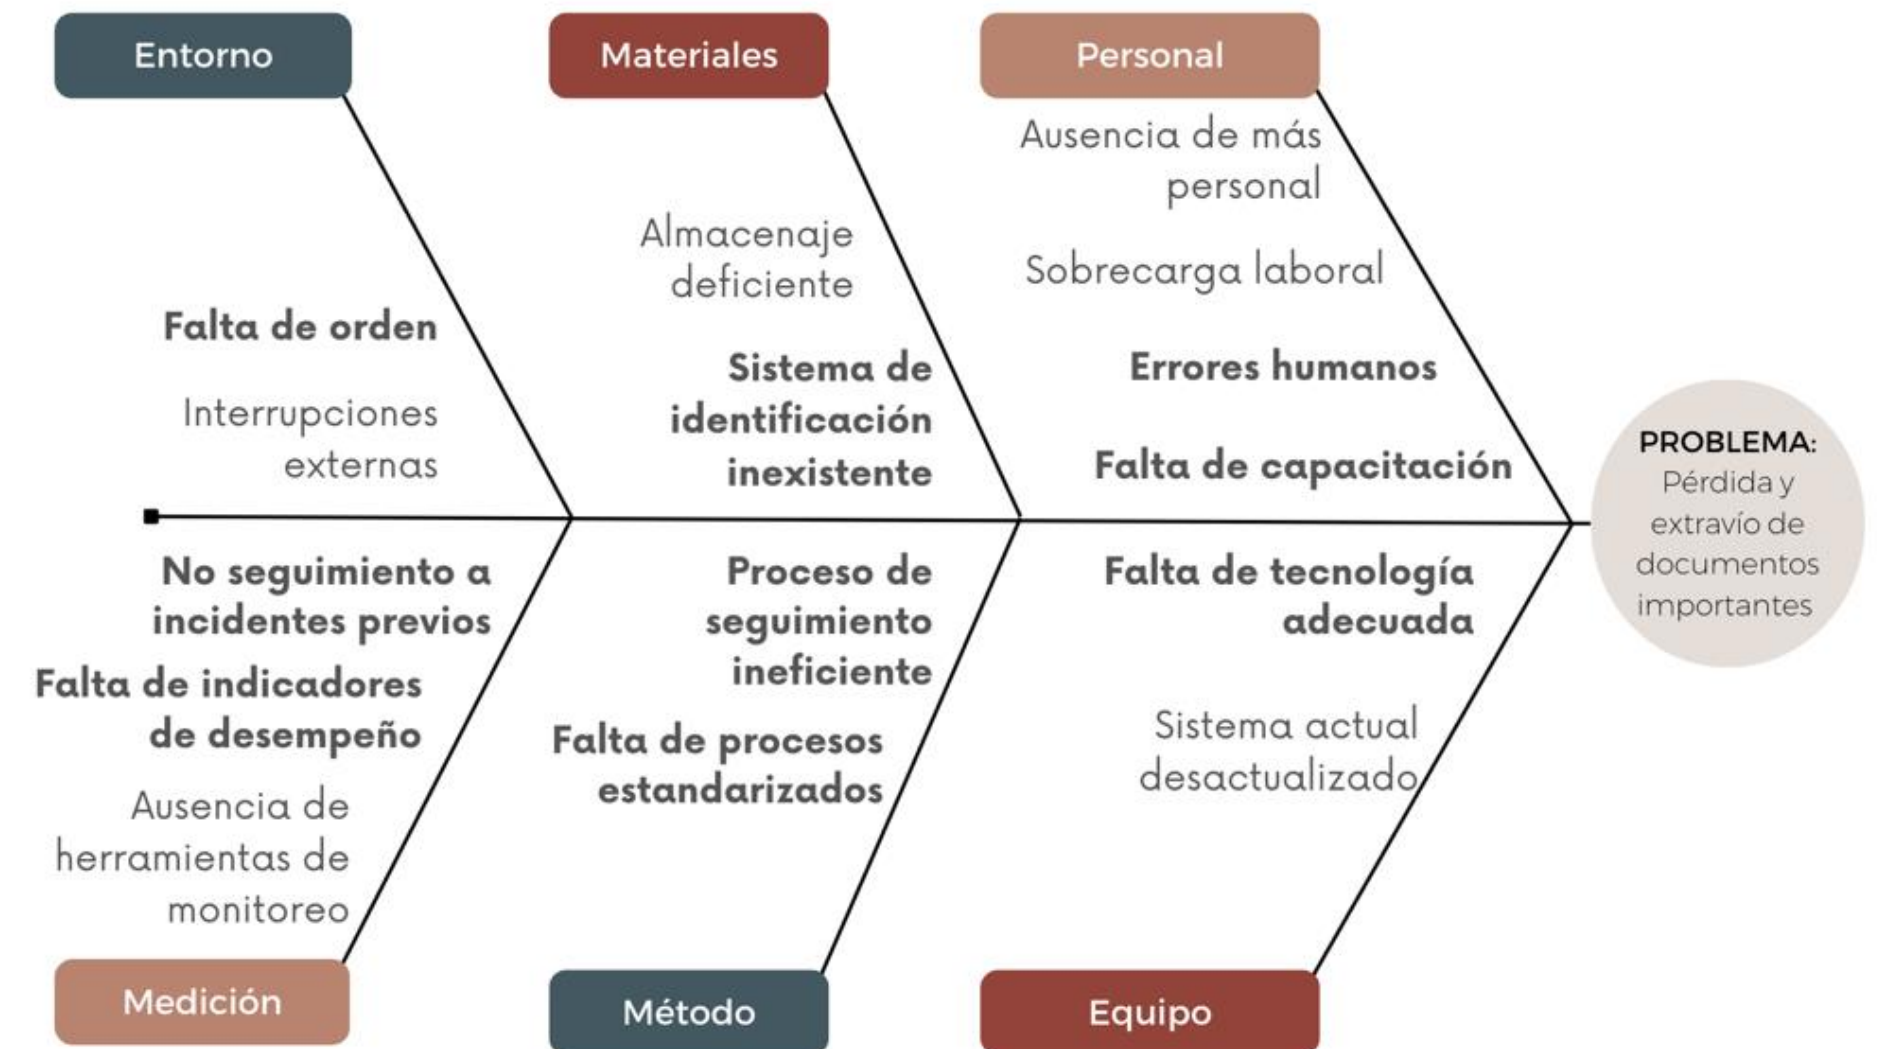 Entorno
Falta de orden
Interrupciones
externas
Materiales
Almacenaje
deficiente
Sistema de
identificación
inexistente
Personal
Ausencia de más
personal
Sobrecarga laboral
Errores humanos
Falta de capacitación
PROBLEMA:
Pérdida y
extravío de
documentos
importantes
No seguimiento a
incidentes previos
Falta de indicadores
de desempeño
Ausencia de
herramientas de
monitoreo
Medición
Proceso de
seguimiento
ineficiente
Falta de procesos
estandarizados
Método
Falta de tecnología
adecuada
Sistema actual
desactualizado
Equipo